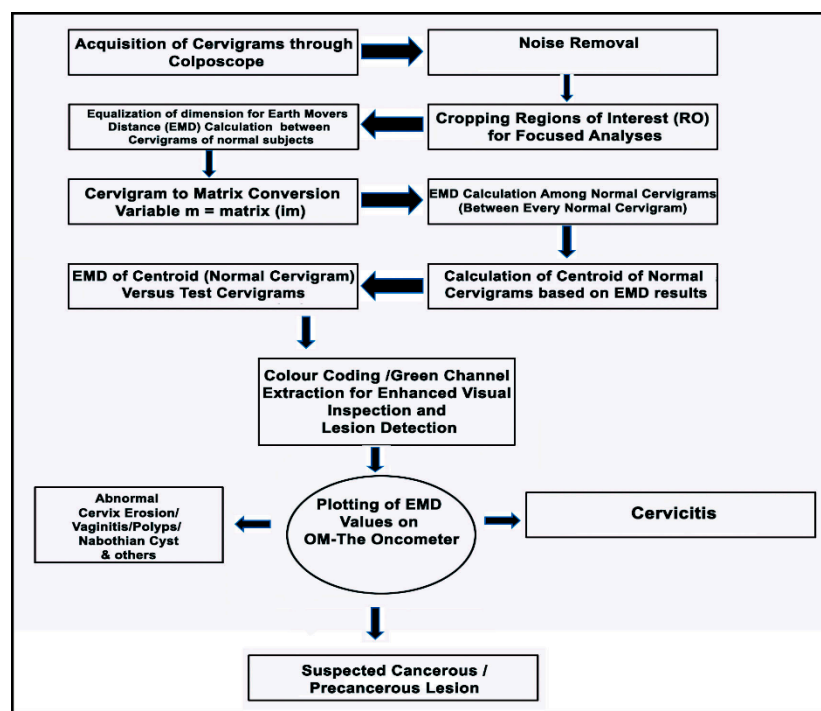 Acquisition of Cervigrams through
Colposcope
Noise Removal
Equalization of dimension for Earth Movers
Distance (EMD) Calculation between
Cervigrams of normal subjects
Cropping Regions of Interest (RO)
for Focused Analyses
Cervigram to Matrix Conversion
Variable m = matrix (im)
EMD Calculation Among Normal Cervigrams
(Between Every Normal Cervigram)
EMD of Centroid (Normal Cervigram)
Versus Test Cervigrams
Calculation of Centroid of Normal
Cervigrams based on EMD results
Colour Coding /Green Channel
Extraction for Enhanced Visual
Inspection and
Lesion Detection
Abnormal
Cervix Erosion/
Vaginitis/Polyps/
Nabothian Cyst
& others
Plotting of EMD
Values on
OM-The Oncometer
Cervicitis
Suspected Cancerous /
Precancerous Lesion